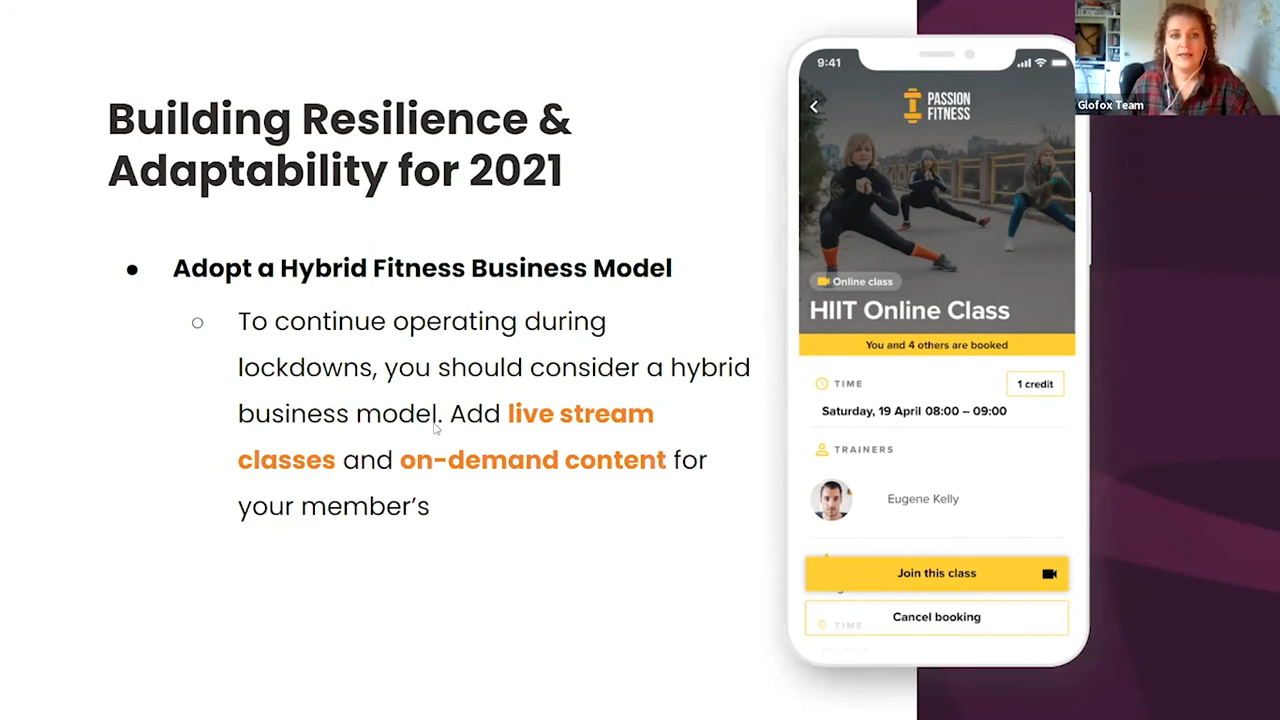 Building Resilience &
Adaptability for 2021
● Adopt a Hybrid Fitness Business Model
○ To continue operating during
lockdowns, you should consider a hybrid
business model. Add live stream
classes and on-demand content for
your member's
9:41
PASSION
FITNESS
Online class
HIIT Online Class
You and 4 others are booked
TIME
1 credit
Saturday, 19 April 08:00 – 09:00
TRAINERS
Eugene Kelly
Join this class
Cancel booking
TIME
Glofox Team